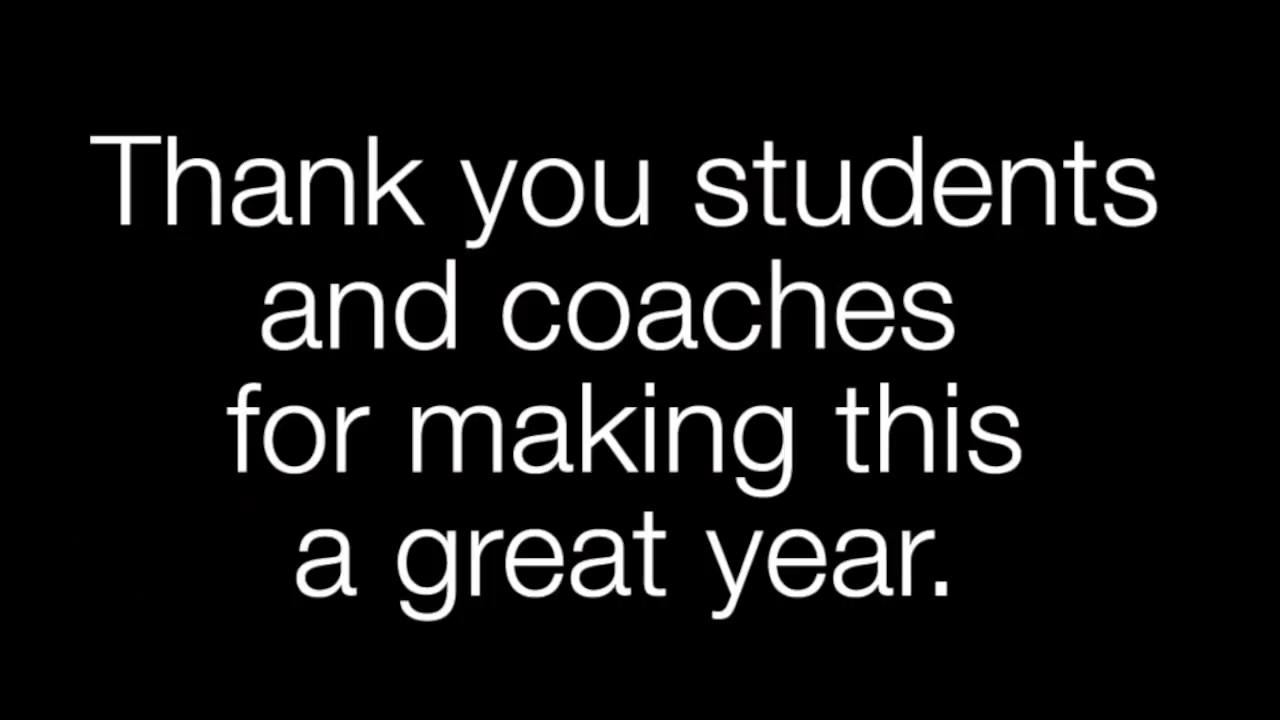 Thank you students
and coaches
for making this
a great year.